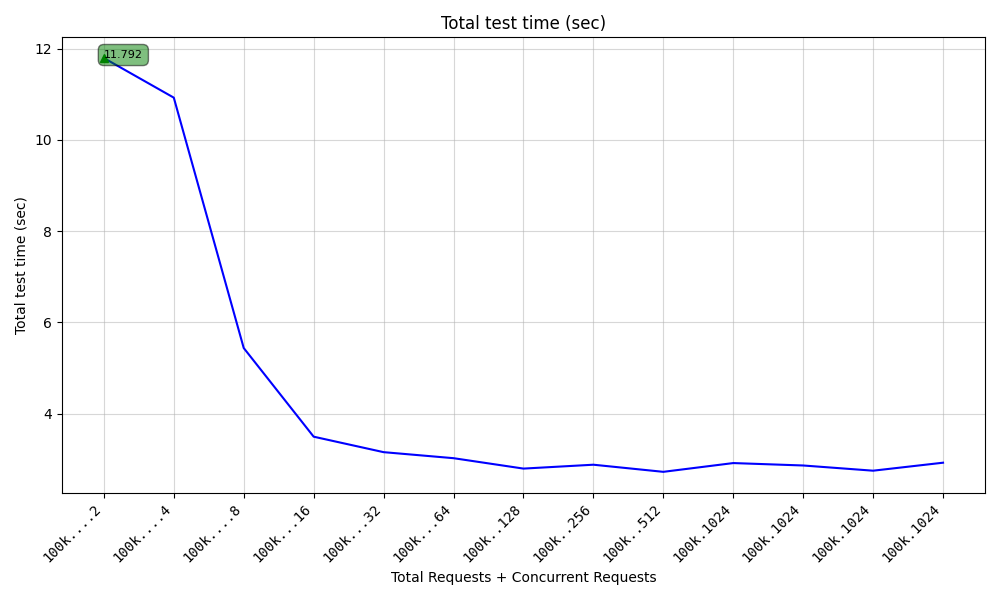 Total test time (sec)
12
11.792
10
8
6
4
Total test time (sec)
100k....2
100k....4
100k....8
100k...16
100k...32
100k...64
100k..128
100k..256
100k..512
100k.1024
100k.1024
100k.1024
100k.1024
Total Requests + Concurrent Requests